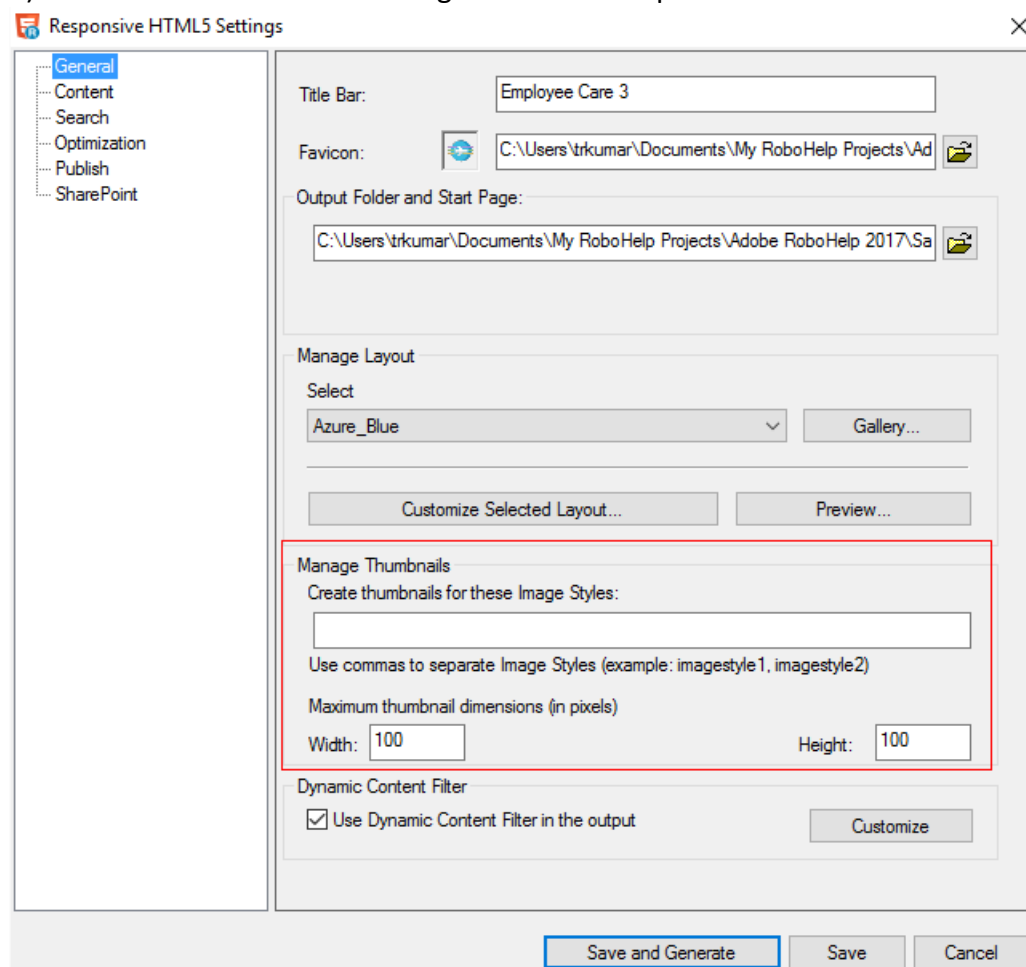 Responsive HTML5 Settings
General
Content
Search
Optimization
Publish
SharePoint
Title Bar: Employee Care 3
Favicon: C:\Users\trkumar\Documents\My RoboHelp Projects\Ad
Output Folder and Start Page:
C:\Users\trkumar\Documents\My RoboHelp Projects\Adobe RoboHelp 2017\Sa
Manage Layout
Select
Azure_Blue Gallery...
Customize Selected Layout... Preview...
Manage Thumbnails
Create thumbnails for these Image Styles:
Use commas to separate Image Styles (example: imagestyle1, imagestyle2)
Maximum thumbnail dimensions (in pixels)
Width: 100 Height: 100
Dynamic Content Filter
Use Dynamic Content Filter in the output Customize
Save and Generate Save Cancel